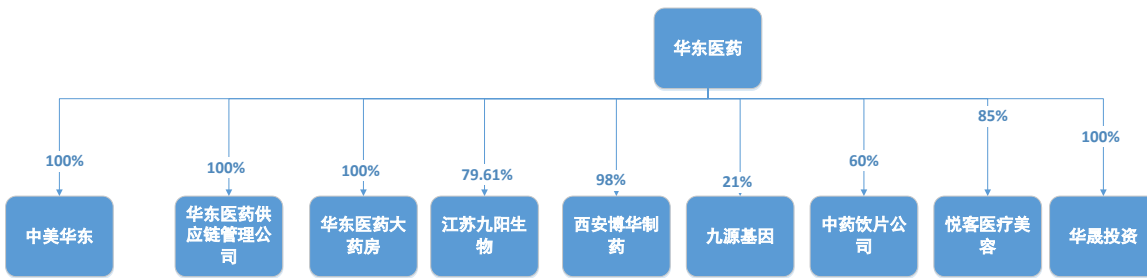 华东医药
85%
100%
100%
100%
100%
79.61%
98%
21%
60%
中美华东
华东医药供
应链管理公
司
华东医药大
药房
江苏九阳生
物
西安博华制
药
九源基因
中药饮片公
司
悦客医疗美
容
华晟投资